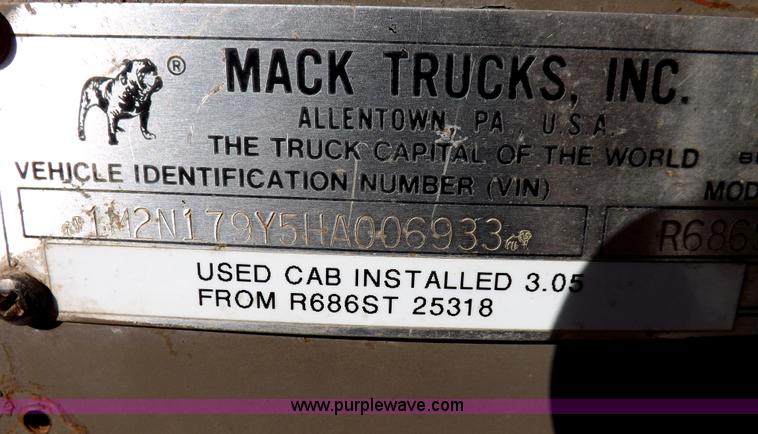 ® MACK TRUCKS, INC.
ALLENTOWN, PA U.S.A.
THE TRUCK CAPITAL OF THE WORLD
VEHICLE IDENTIFICATION NUMBER (VIN)
1M2N179Y5HA006933 R686
USED CAB INSTALLED 3.05
FROM R686ST 25318
www.purplewave.com